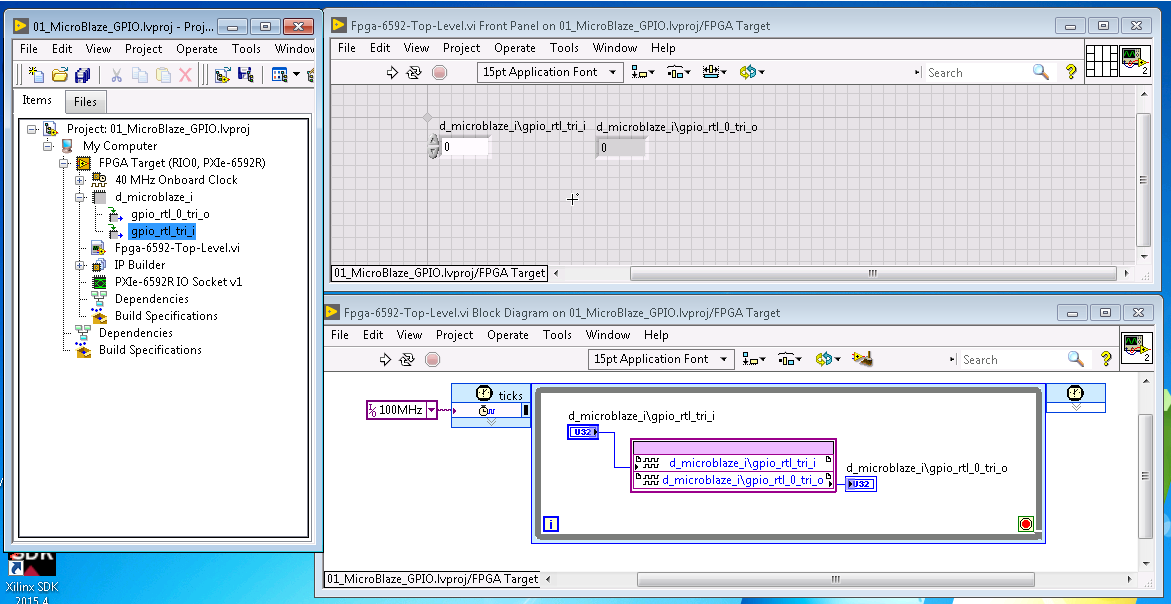 01_MicroBlaze_GPIO.lvproj - Proj...
File Edit View Project Operate Tools Window
Items Files
Project: 01_MicroBlaze_GPIO.lvproj
My Computer
FPGA Target (RIO0, PXIe-6592R)
40 MHz Onboard Clock
d_microblaze_i
gpio_rtl_0_tri_o
gpio_rtl_tri_i
Fpga-6592-Top-Level.vi
IP Builder
PXIe-6592R IO Socket v1
Dependencies
Build Specifications
Dependencies
Build Specifications
SDK
Xilinx SDK
2015.4
Fpga-6592-Top-Level.vi Front Panel on 01_MicroBlaze_GPIO.lvproj/FPGA Target
File Edit View Project Operate Tools Window Help
15pt Application Font Search ? 2
d_microblaze_i\gpio_rtl_tri_i d_microblaze_i\gpio_rtl_0_tri_o
0 0
01_MicroBlaze_GPIO.lvproj/FPGA Target
Fpga-6592-Top-Level.vi Block Diagram on 01_MicroBlaze_GPIO.lvproj/FPGA Target
File Edit View Project Operate Tools Window Help
15pt Application Font Search ? 2
ticks
100MHz
d_microblaze_i\gpio_rtl_tri_i
U32
d_microblaze_i\gpio_rtl_tri_i
d_microblaze_i\gpio_rtl_0_tri_o
d_microblaze_i\gpio_rtl_0_tri_o
U32
i
01_MicroBlaze_GPIO.lvproj/FPGA Target